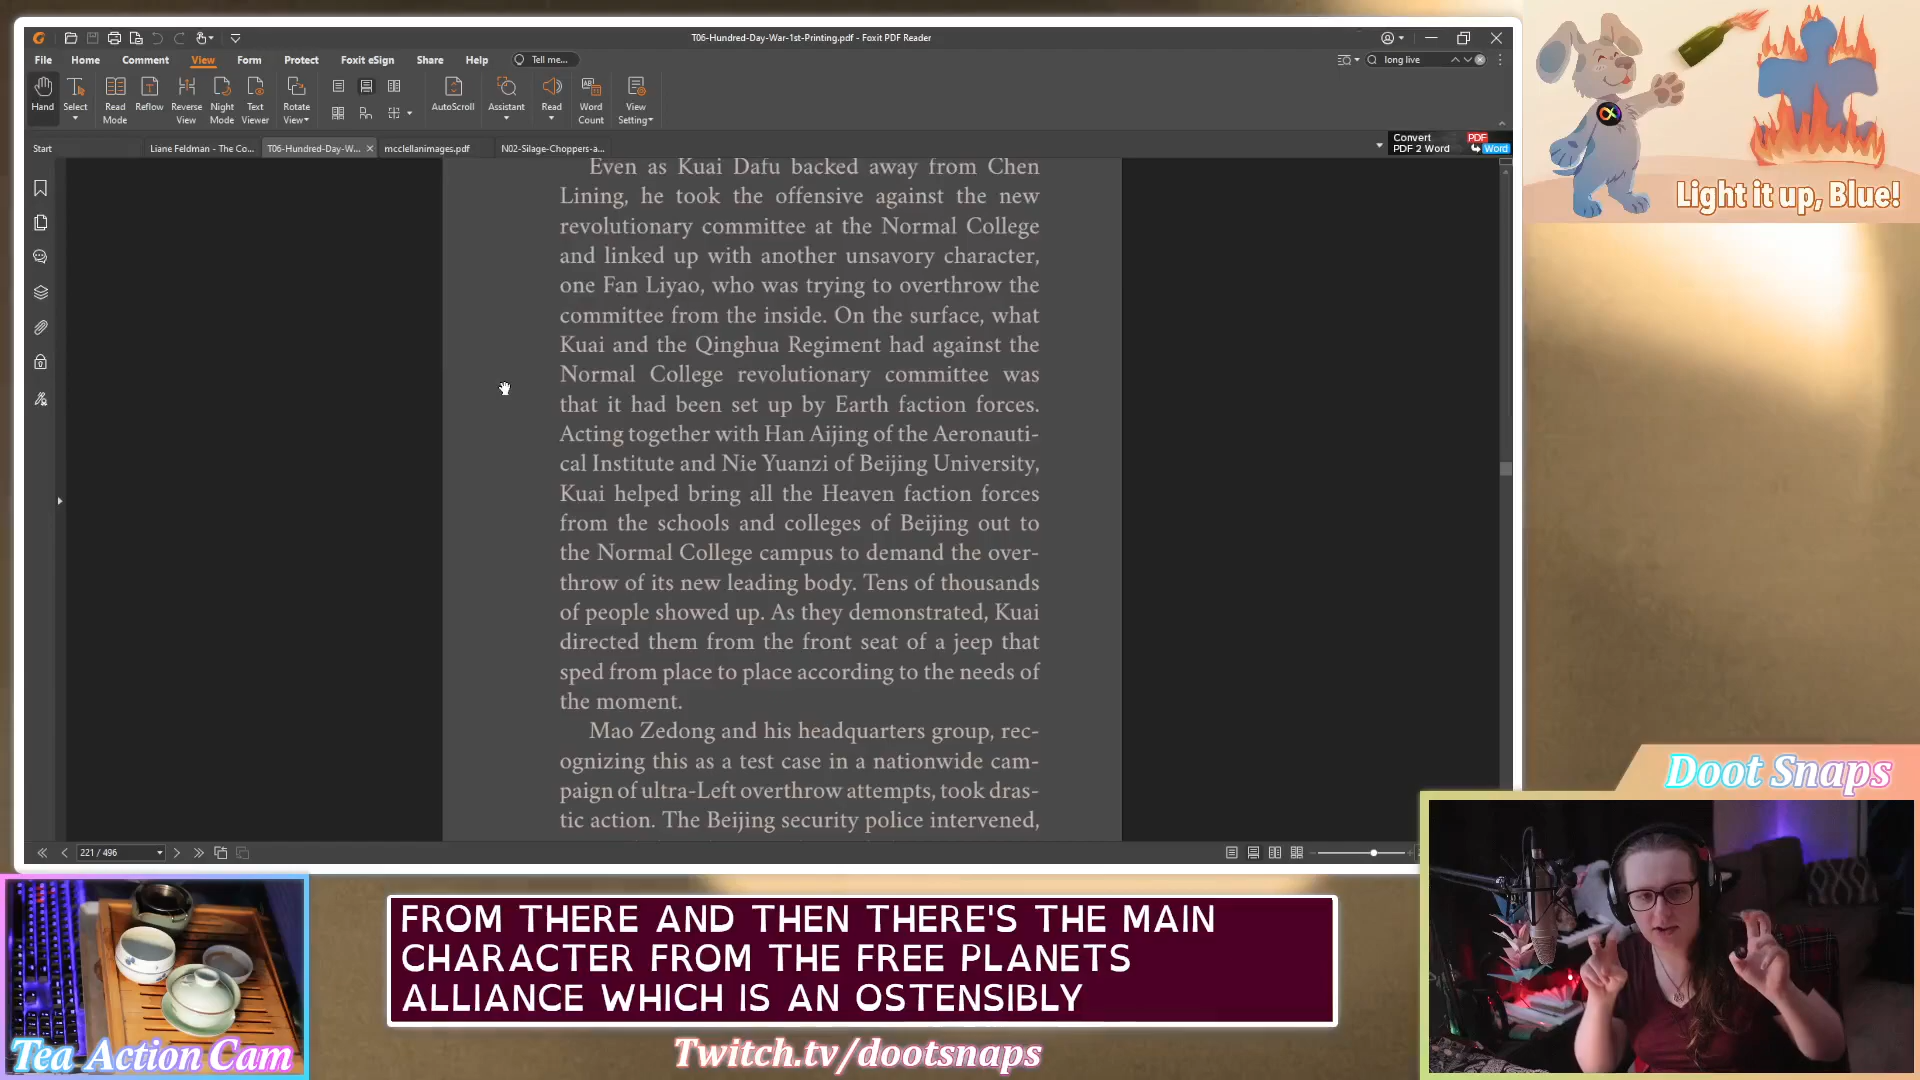 T06-Hundred-Day-War-1st-Printing.pdf - Foxit PDF Reader
File Home Comment View Form Protect Foxit eSign Share Help Tell me... long live
Hand Select Read Mode Reflow Reverse View Night Mode Text Viewer Rotate View AutoScroll Assistant Read Word Count View Setting
Start Liane Feldman - The Co... T06-Hundred-Day-W... mcclellanimages.pdf N02-Silage-Choppers-a... Convert PDF 2 Word PDF Word
Even as Kuai Dafu backed away from Chen
Lining, he took the offensive against the new
revolutionary committee at the Normal College
and linked up with another unsavory character,
one Fan Liyao, who was trying to overthrow the
committee from the inside. On the surface, what
Kuai and the Qinghua Regiment had against the
Normal College revolutionary committee was
that it had been set up by Earth faction forces.
Acting together with Han Aijing of the Aeronauti-
cal Institute and Nie Yuanzi of Beijing University,
Kuai helped bring all the Heaven faction forces
from the schools and colleges of Beijing out to
the Normal College campus to demand the over-
throw of its new leading body. Tens of thousands
of people showed up. As they demonstrated, Kuai
directed them from the front seat of a jeep that
sped from place to place according to the needs of
the moment.
Mao Zedong and his headquarters group, rec-
ognizing this as a test case in a nationwide cam-
paign of ultra-Left overthrow attempts, took dras-
tic action. The Beijing security police intervened,
221 / 496
Light it up, Blue!
Doot Snaps
FROM THERE AND THEN THERE'S THE MAIN
CHARACTER FROM THE FREE PLANETS
ALLIANCE WHICH IS AN OSTENSIBLY
Tea Action Cam
Twitch.tv/dootsnaps